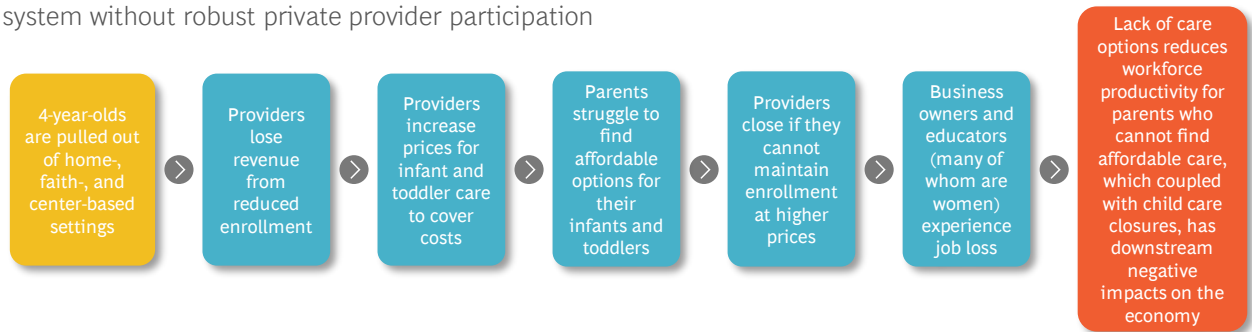 system without robust private provider participation
4-year-olds
are pulled out
of home-,
faith-, and
center-based
settings
Providers
lose
revenue
from
reduced
enrollment
Providers
increase
prices for
infant and
toddler care
to cover
costs
Parents
struggle to
find
affordable
options for
their
infants and
toddlers
Providers
close if they
cannot
maintain
enrollment
at higher
prices
Business
owners and
educators
(many of
whom are
women)
experience
job loss
Lack of care
options reduces
workforce
productivity for
parents who
cannot find
affordable care,
which coupled
with child care
closures, has
downstream
negative
impacts on the
economy